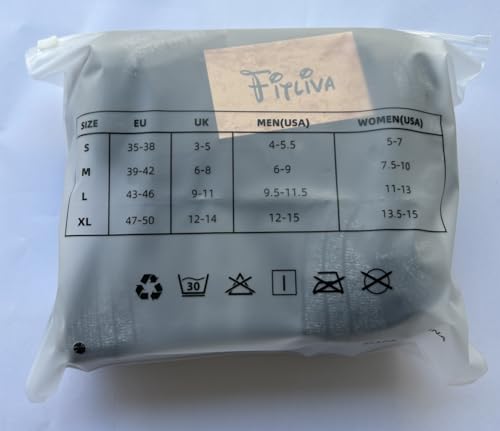 FITLIVA
SIZE EU UK MEN(USA) WOMEN(USA)
S 35-38 3-5 4-5.5 5-7
M 39-42 6-8 6-9 7.5-10
L 43-46 9-11 9.5-11.5 11-13
XL 47-50 12-14 12-15 13.5-15
30